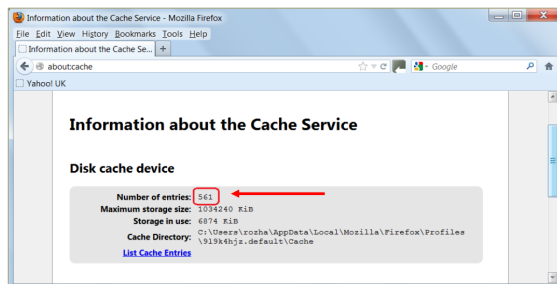 Information about the Cache Service - Mozilla Firefox
File Edit View History Bookmarks Tools Help
Information about the Cache Se... +
about:cache Google
Yahoo! UK
Information about the Cache Service
Disk cache device
Number of entries: 561
Maximum storage size: 1034240 KiB
Storage in use: 6874 KiB
Cache Directory: C:\Users\rozha\AppData\Local\Mozilla\Firefox\Profiles
\9l9k4hjz.default\Cache
List Cache Entries